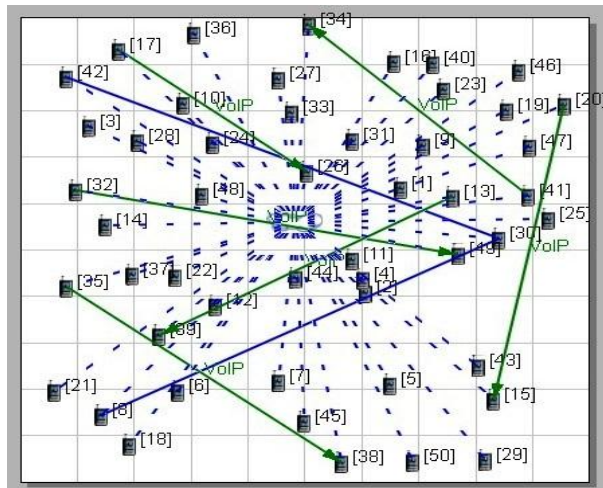 [34]
[36]
[17]
[16] [40]
[42] [27] [46]
[23]
[10] VoIP VoIP [20]
[33] [19]
[3]
[28] [24] [31] [9] [47]
[26]
[32] [48] [1] [13] [41]
[14] VoIP [25]
[30]
[49] VoIP
VoIP [11]
[37] [22] [44] [4]
[35] [2]
[12]
[39]
VoIP [43]
[21] [6] [7] [5]
[15]
[8] [45]
[18]
[38] [50] [29]